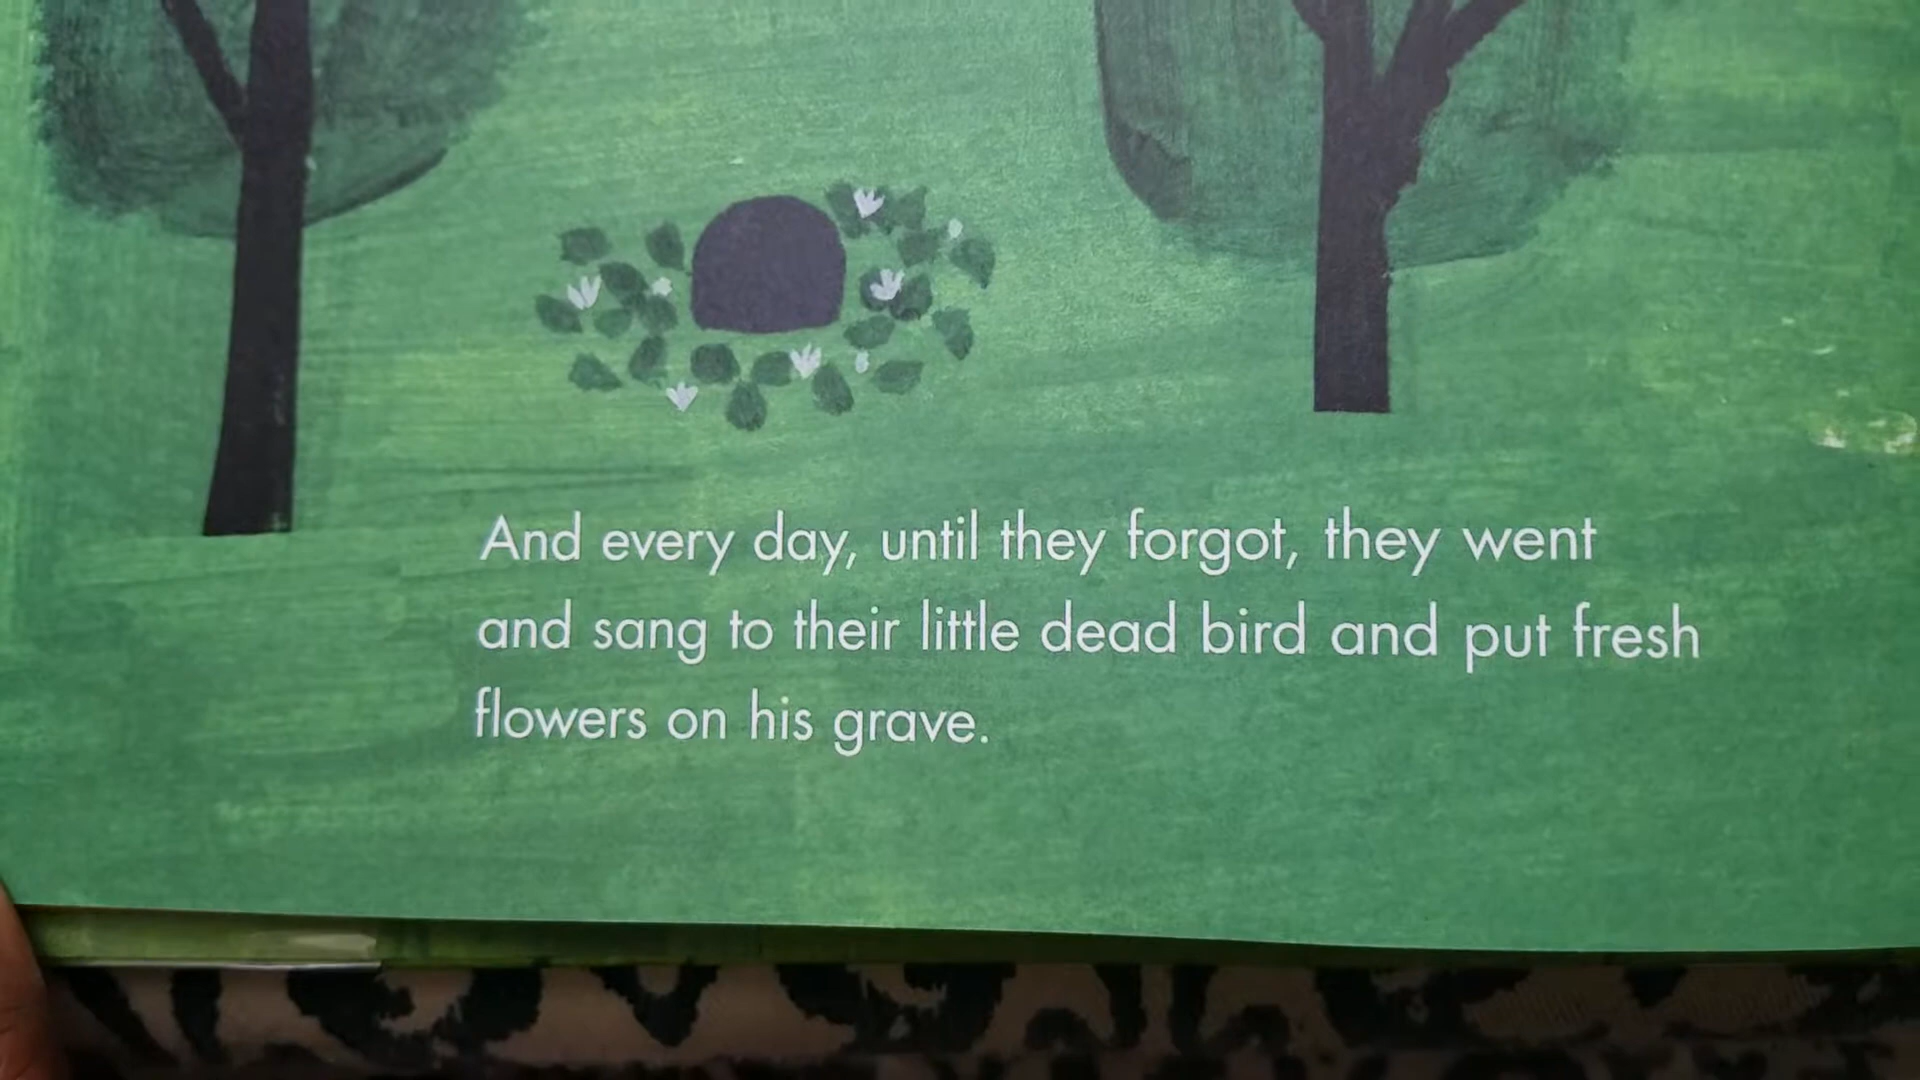 And every day, until they forgot, they went
and sang to their little dead bird and put fresh
flowers on his grave.